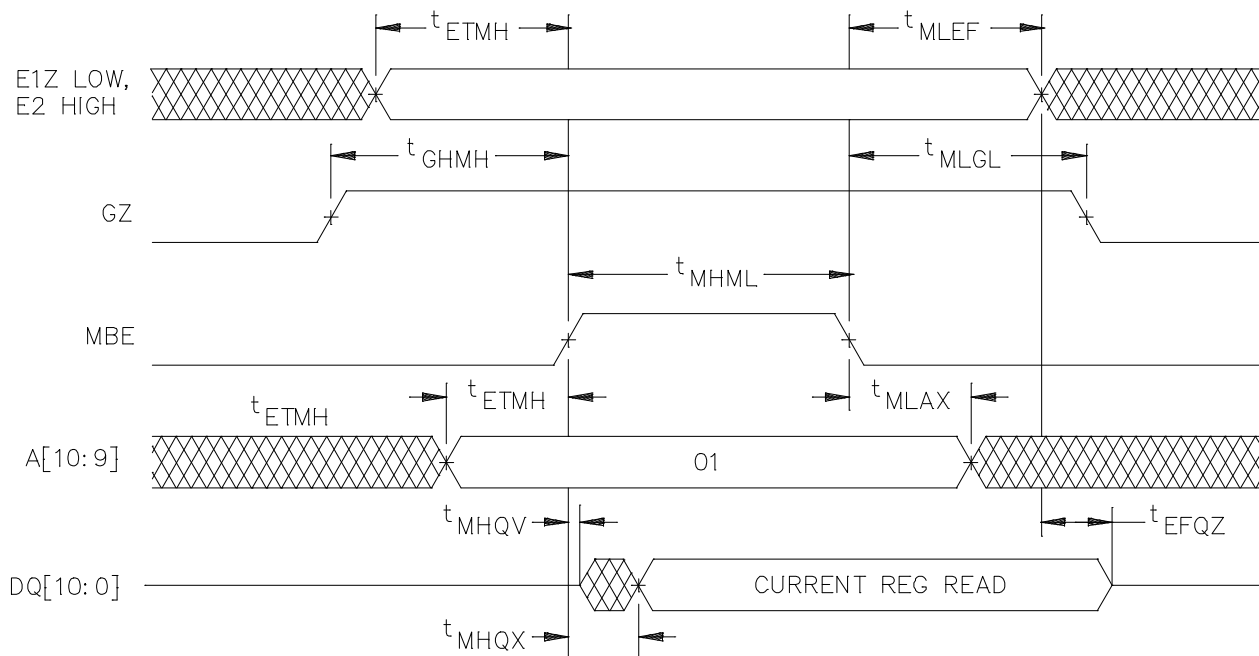 tETMH
tMLEF
E1Z LOW,
E2 HIGH
tGHMH
tMLGL
GZ
tMHML
MBE
tETMH
tETMH
tMLAX
A[10:9]
01
tMHQV
tEFQZ
DQ[10:0]
CURRENT REG READ
tMHQX